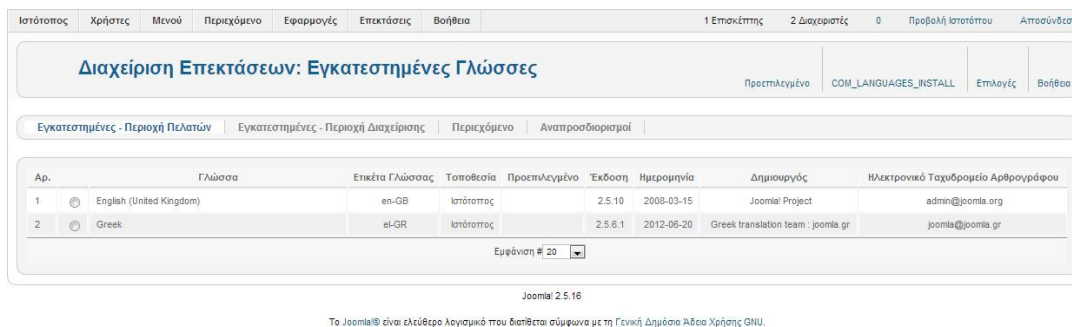 Ιστότοπος Χρήστες Μενού Περιεχόμενο Εφαρμογές Επεκτάσεις Βοήθεια 1 Επισκέπτης 2 Διαχειριστές 0 Προβολή Ιστοτόπου Αποσύνδεσ
Διαχείριση Επεκτάσεων: Εγκατεστημένες Γλώσσες
Προεπιλεγμένο COM_LANGUAGES_INSTALL Επιλογές Βοήθεια
Εγκατεστημένες - Περιοχή Πελατών Εγκατεστημένες - Περιοχή Διαχείρισης Περιεχόμενο Αναπροσδιορισμοί
Αρ. Γλώσσα Ετικέτα Γλώσσας Τοποθεσία Προεπιλεγμένο Έκδοση Ημερομηνία Δημιουργός Ηλεκτρονικό Ταχυδρομείο Αρθρογράφου
1 English (United Kingdom) en-GB Ιστότοπος 2.5.10 2008-03-15 Joomla! Project admin@joomla.org
2 Greek el-GR Ιστότοπος 2.5.6.1 2012-06-20 Greek translation team : joomla.gr joomla@joomla.gr
Εμφάνιση # 20
Joomla! 2.5.16
Το Joomla!® είναι ελεύθερο λογισμικό που διατίθεται σύμφωνα με τη Γενική Δημόσια Άδεια Χρήσης GNU.